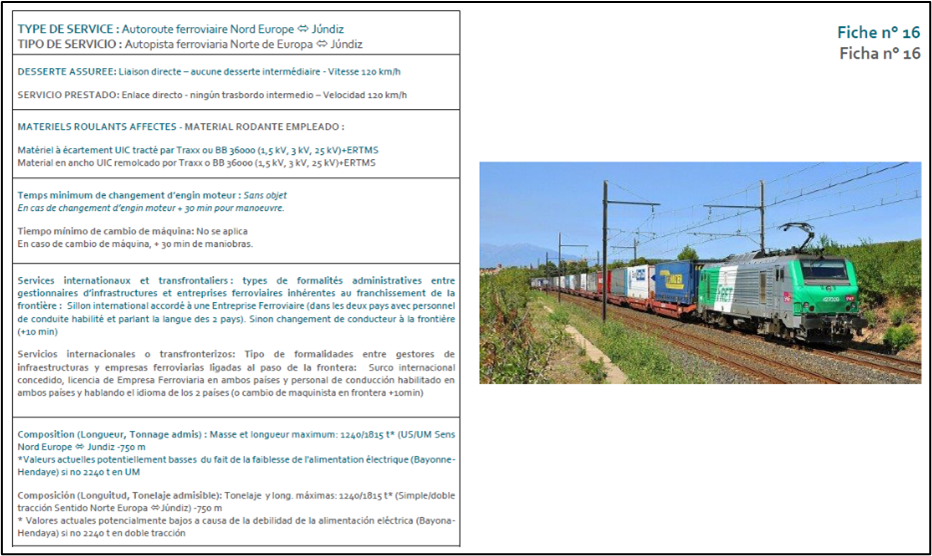 TYPE DE SERVICE : Autoroute ferroviaire Nord Europe ⇔ Júndiz
TIPO DE SERVICIO : Autopista ferroviaria Norte de Europa ⇔ Júndiz
DESSERTE ASSUREE: Liaison directe – aucune desserte intermédiaire - Vitesse 120 km/h
SERVICIO PRESTADO: Enlace directo - ningún trasbordo intermedio – Velocidad 120 km/h
MATERIELS ROULANTS AFFECTES - MATERIAL RODANTE EMPLEADO :
Matériel à écartement UIC tracté par Traxx ou BB 36000 (1,5 kV, 3 kV, 25 kV)+ERTMS
Material en ancho UIC remolcado por Traxx o BB 36000 (1,5 kV, 3 kV, 25 kV)+ERTMS
Temps minimum de changement d'engin moteur : Sans objet
En cas de changement d'engin moteur + 30 min pour manoeuvre.
Tiempo mínimo de cambio de máquina: No se aplica
En caso de cambio de máquina, + 30 min de maniobras.
Services internationaux et transfrontaliers : types de formalités administratives entre
gestionnaires d'infrastructures et entreprises ferroviaires inhérentes au franchissement de la
frontière : Sillon international accordé à une Entreprise Ferroviaire (dans les deux pays avec personnel
de conduite habilité et parlant la langue des 2 pays). Sinon changement de conducteur à la frontière
(+10 min)
Servicios internacionales o transfronterizos: Tipo de formalidades entre gestores de
infraestructuras y empresas ferroviarias ligadas al paso de la frontera: Surco internacional
concedido, licencia de Empresa Ferroviaria en ambos países y personal de conducción habilitado en
ambos países y hablando el idioma de los 2 países (o cambio de maquinista en frontera +10min)
Composition (Longueur, Tonnage admis) : Masse et longueur maximum: 1240/1815 t* (US/UM Sens
Nord Europe ⇔ Jundiz -750 m
*Valeurs actuelles potentiellement basses du fait de la faiblesse de l'alimentation électrique (Bayonne-
Hendaye) si no 2240 t en UM
Composición (Longuitud, Tonelaje admisible): Tonelaje y long. máximas: 1240/1815 t* (Simple/doble
tracción Sentido Norte Europa ⇔ Júndiz) -750 m
* Valores actuales potencialmente bajos a causa de la debilidad de la alimentación eléctrica (Bayona-
Hendaya) si no 2240 t en doble tracción
Fiche n° 16
Ficha n° 16
FRET